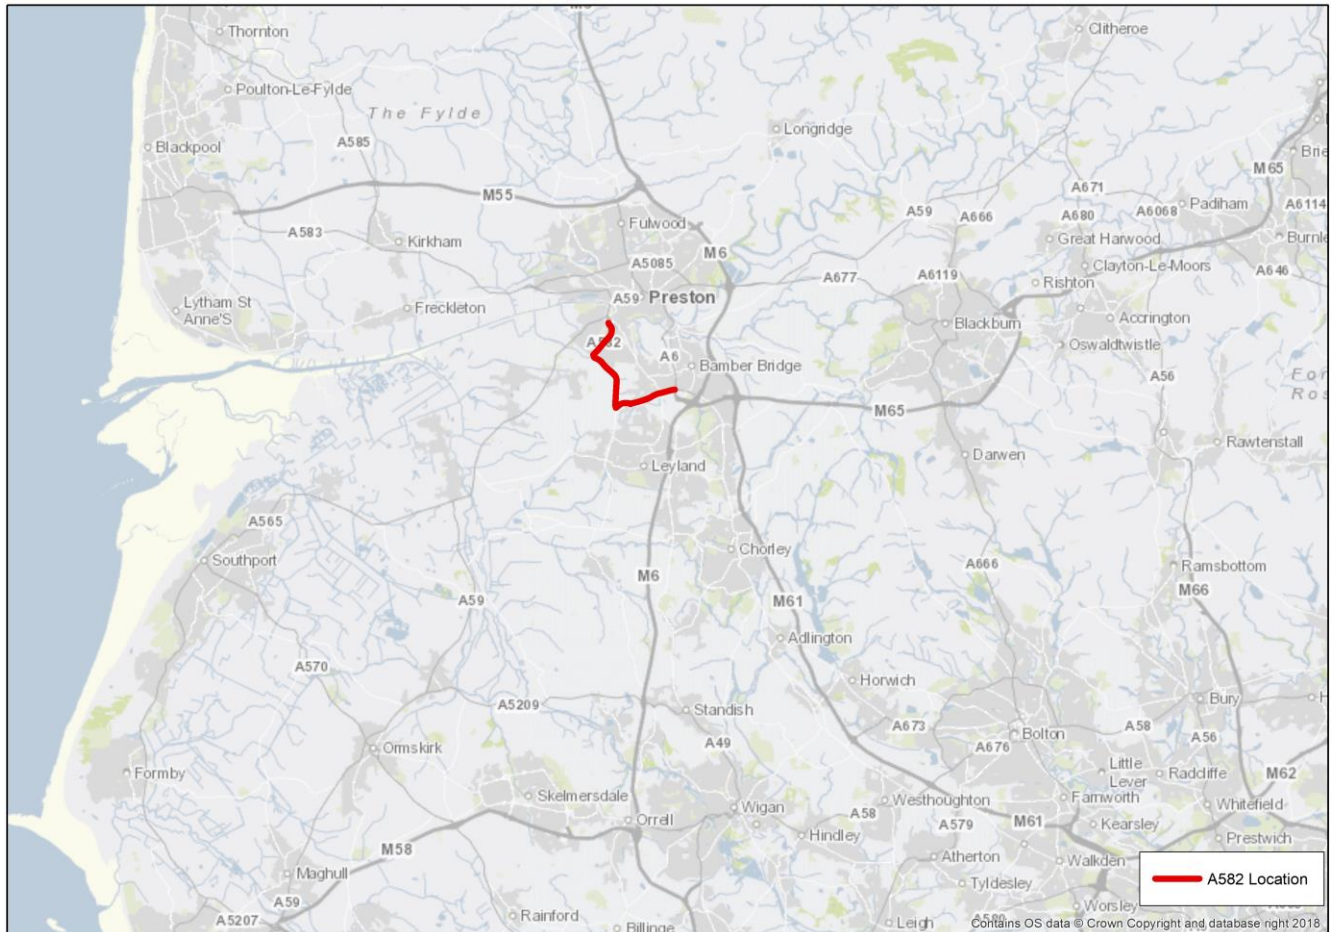 Thornton
Clitheroe
Poulton-Le-Fylde
The Fylde
Longridge
A585
Blackpool
M65
M55
A671
A6068
Padiham
A59
A666
A680
A6114
A583
Fulwood
Kirkham
Great Harwood
M6
A5085
Clayton-Le-Moors
A646
A677
A6119
Rishton
A59
Preston
Lytham St
Anne'S
Freckleton
Accrington
Blackburn
A6
Oswaldtwistle
Bamber Bridge
A56
M65
Rawtenstall
Leyland
Darwen
A565
Chorley
Southport
A666
Ramsbottom
M6
M66
A59
M61
Adlington
A570
Horwich
A5209
Standish
Bury
A673
A58
A49
Bolton
A56
Ormskirk
A676
Little
Lever
Radcliffe
M62
Formby
Skelmersdale
Westhoughton
Farnworth
Whitefield
Wigan
A58
Orrell
A579
M61
Kearsley
Hindley
Prestwich
M58
Atherton
Walkden
Maghull
A582 Location
Tyldesley
A59
Worsley
Rainford
A5207
Leigh
A580
Billinge
Contains OS data © Crown Copyright and database right 2018